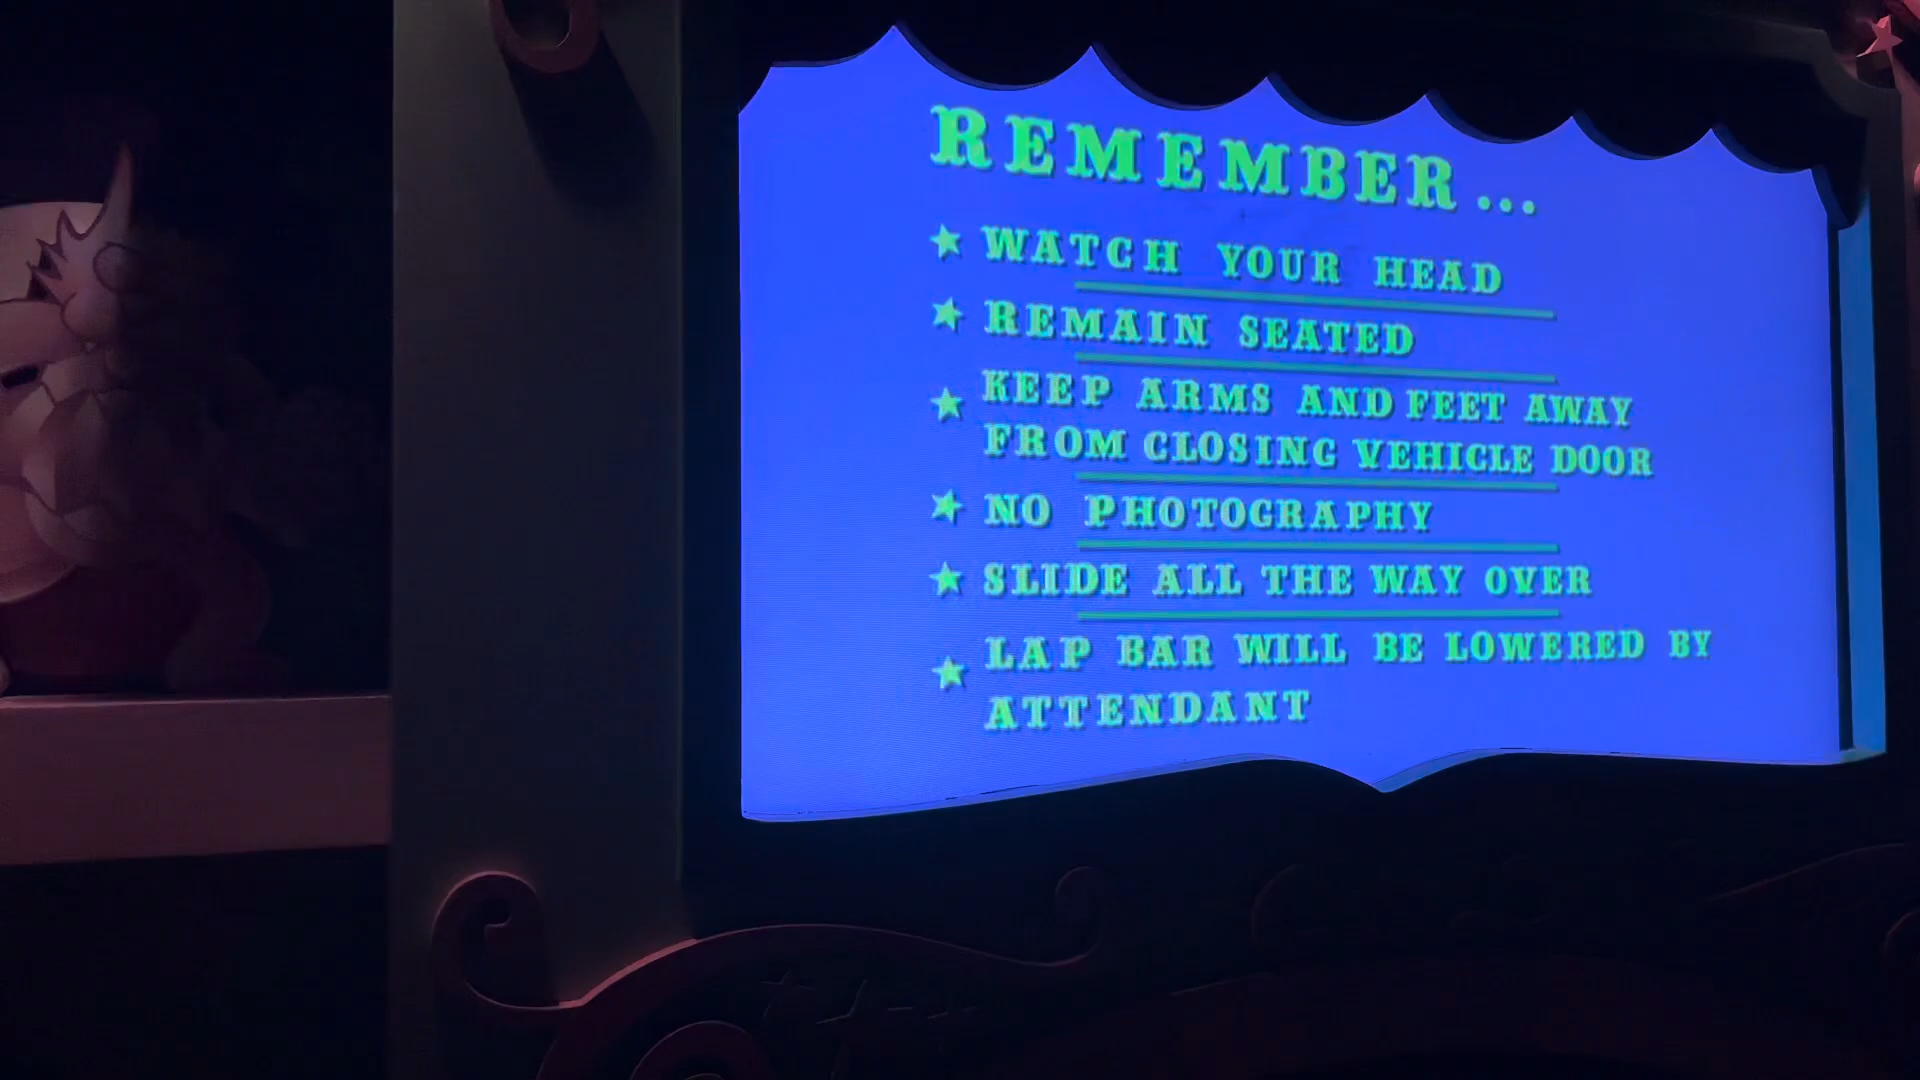 REMEMBER...
★ WATCH YOUR HEAD
★ REMAIN SEATED
★ KEEP ARMS AND FEET AWAY
FROM CLOSING VEHICLE DOOR
★ NO PHOTOGRAPHY
★ SLIDE ALL THE WAY OVER
★ LAP BAR WILL BE LOWERED BY
ATTENDANT